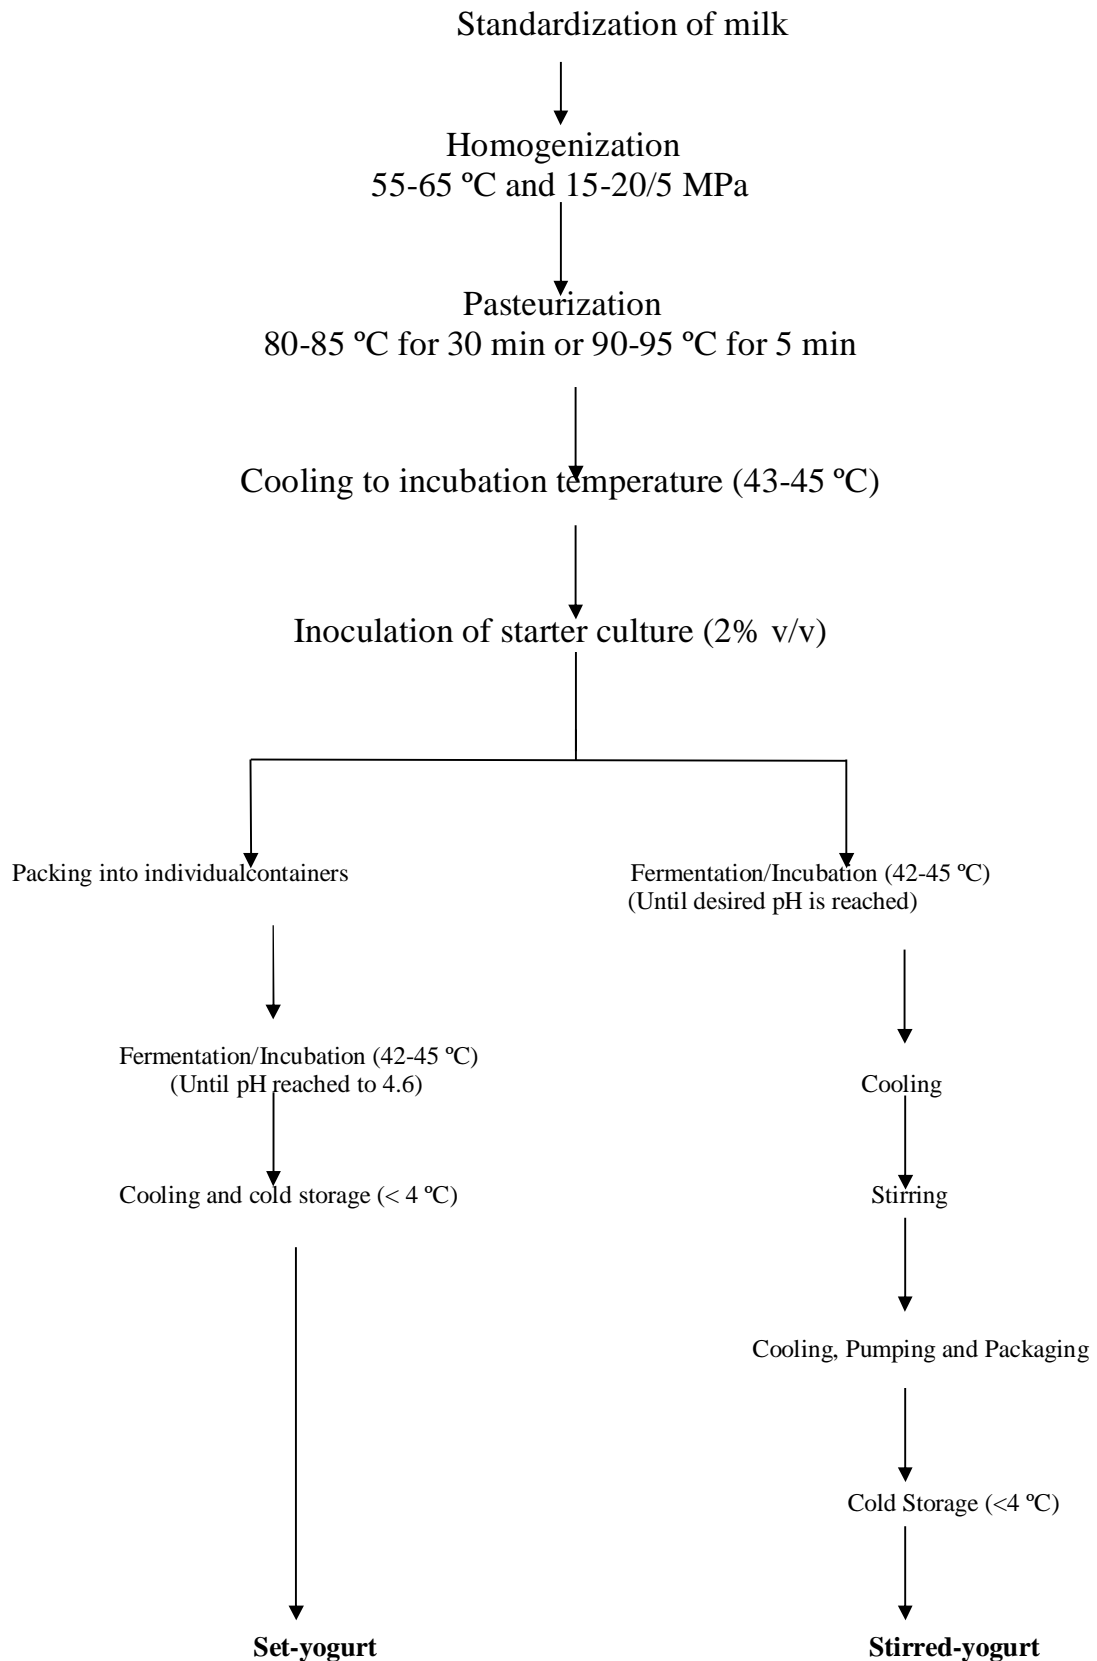 Standardization of milk
Homogenization
55-65 ºC and 15-20/5 MPa
Pasteurization
80-85 ºC for 30 min or 90-95 ºC for 5 min
Cooling to incubation temperature (43-45 ºC)
Inoculation of starter culture (2% v/v)
Packing into individualcontainers
Fermentation/Incubation (42-45 ºC)
(Until pH reached to 4.6)
Cooling and cold storage (< 4 ºC)
Set-yogurt
Fermentation/Incubation (42-45 ºC)
(Until desired pH is reached)
Cooling
Stirring
Cooling, Pumping and Packaging
Cold Storage (<4 ºC)
Stirred-yogurt